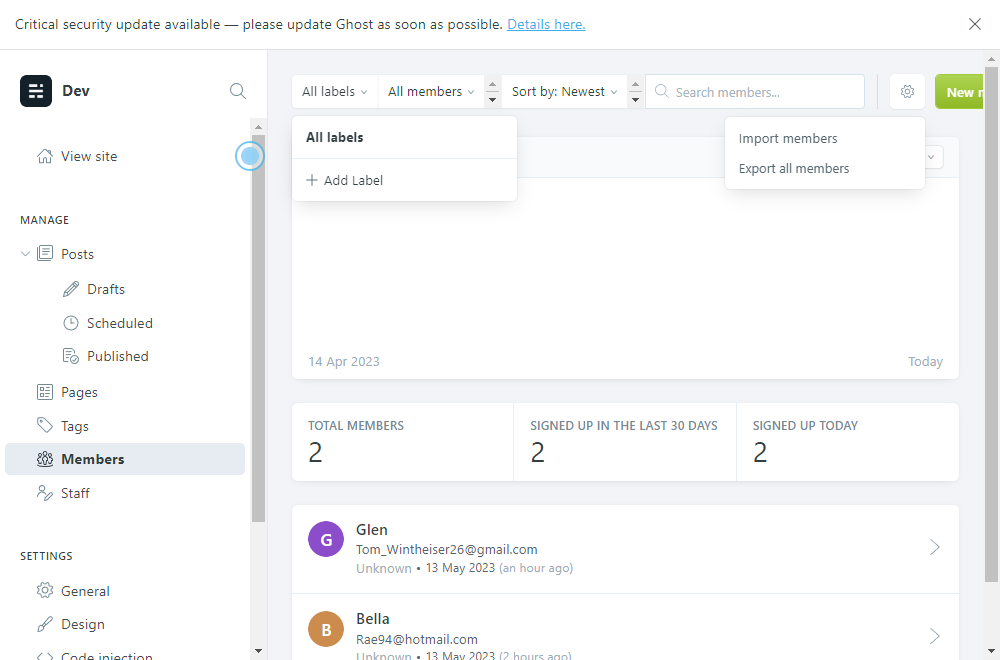 Critical security update available — please update Ghost as soon as possible. Details here.
Dev
View site
MANAGE
Posts
Drafts
Scheduled
Published
Pages
Tags
Members
Staff
SETTINGS
General
Design
Code injection
All labels
All members
Sort by: Newest
Search members...
New m
All labels
+ Add Label
Import members
Export all members
14 Apr 2023
Today
TOTAL MEMBERS
2
SIGNED UP IN THE LAST 30 DAYS
2
SIGNED UP TODAY
2
G
Glen
Tom_Wintheiser26@gmail.com
Unknown • 13 May 2023 (an hour ago)
B
Bella
Rae94@hotmail.com
Unknown • 13 May 2023 (2 hours ago)